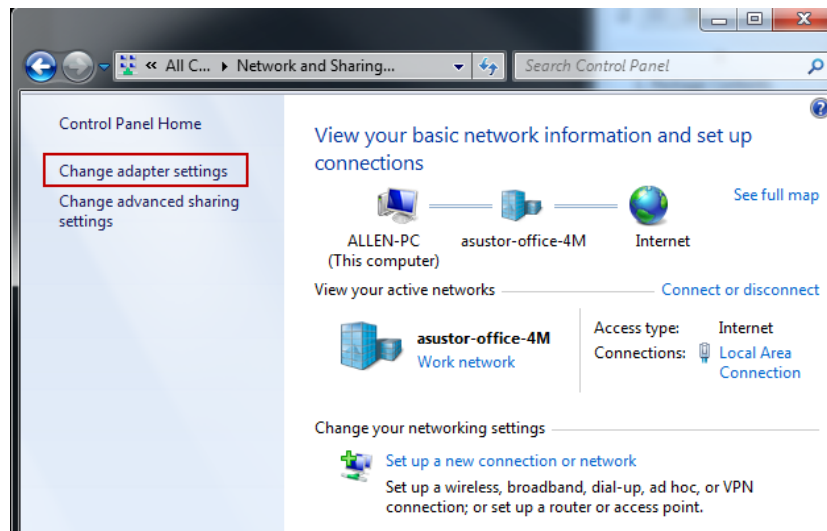 « All C... ▸ Network and Sharing...
Search Control Panel
Control Panel Home
Change adapter settings
Change advanced sharing
settings
View your basic network information and set up
connections
See full map
ALLEN-PC
(This computer)
asustor-office-4M
Internet
View your active networks
Connect or disconnect
asustor-office-4M
Work network
Access type: Internet
Connections: Local Area
Connection
Change your networking settings
Set up a new connection or network
Set up a wireless, broadband, dial-up, ad hoc, or VPN
connection; or set up a router or access point.